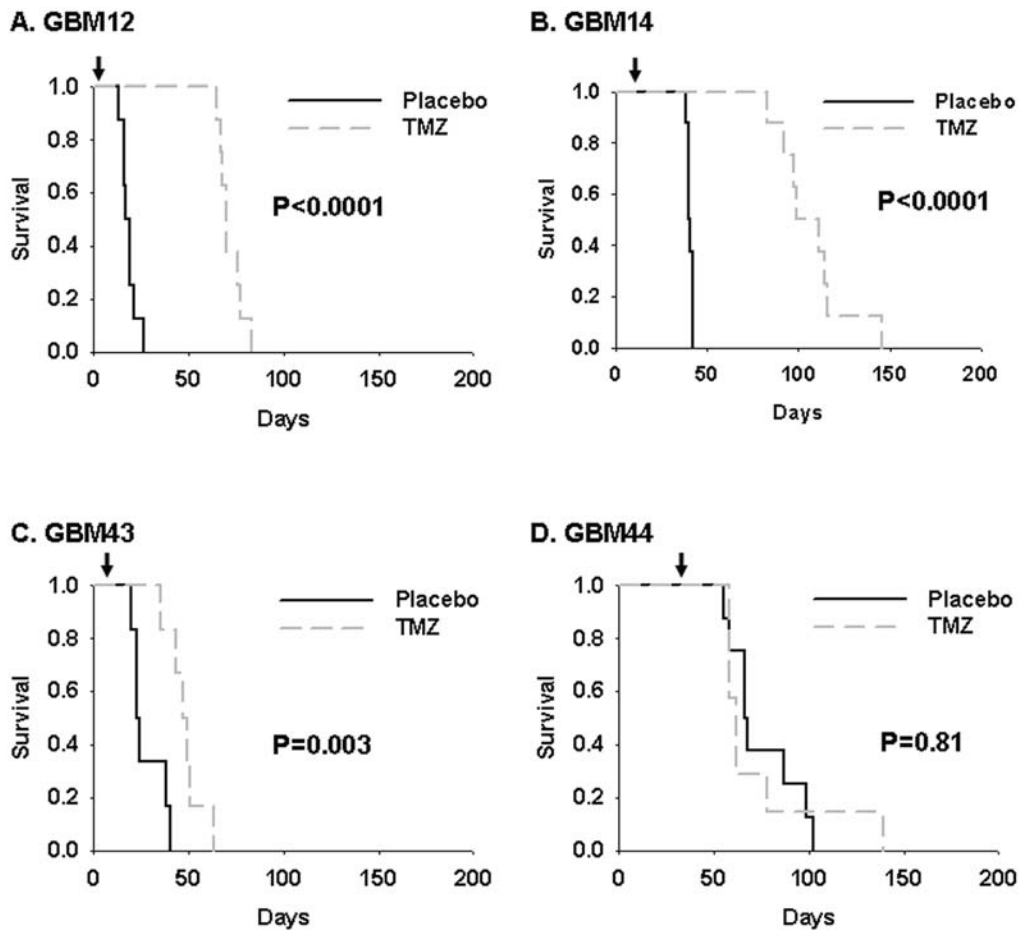 A. GBM12
1.0
0.8
0.6
0.4
0.2
0.0
Survival
Placebo
TMZ
P<0.0001
0 50 100 150 200
Days
B. GBM14
1.0
0.8
0.6
0.4
0.2
0.0
Survival
Placebo
TMZ
P<0.0001
0 50 100 150 200
Days
C. GBM43
1.0
0.8
0.6
0.4
0.2
0.0
Survival
Placebo
TMZ
P=0.003
0 50 100 150 200
Days
D. GBM44
1.0
0.8
0.6
0.4
0.2
0.0
Survival
Placebo
TMZ
P=0.81
0 50 100 150 200
Days